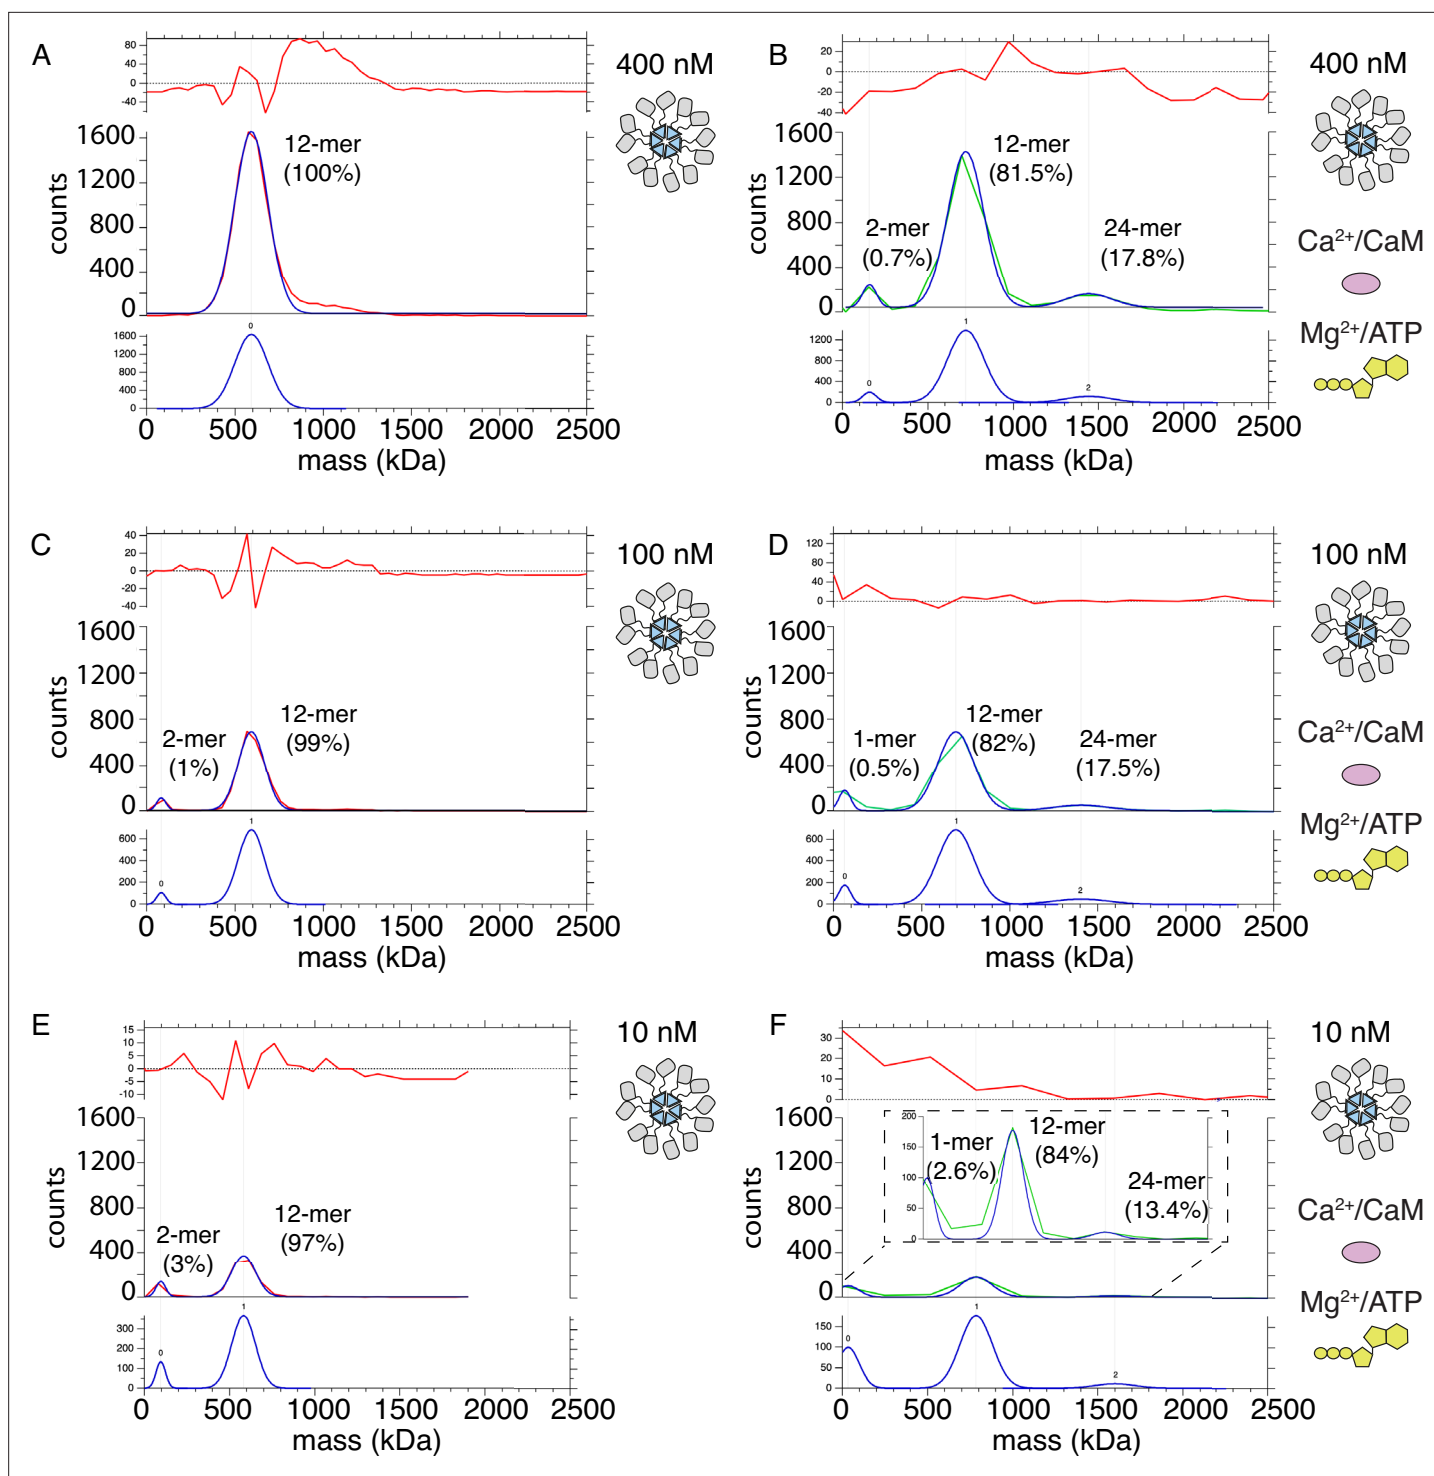 A
80
40
0
-40
1600
1200
800
400
0
counts
12-mer
(100%)
400 nM
0
1600
1200
800
400
0
0 500 1000 1500 2000 2500
mass (kDa)
B
20
0
-20
-40
1600
1200
800
400
0
counts
2-mer
(0.7%)
12-mer
(81.5%)
24-mer
(17.8%)
400 nM
Ca²⁺/CaM
Mg²⁺/ATP
0 1 2
1200
800
400
0
0 500 1000 1500 2000 2500
mass (kDa)
C
40
20
0
-20
-40
1600
1200
800
400
0
counts
2-mer
(1%)
12-mer
(99%)
100 nM
0 1
600
400
200
0
0 500 1000 1500 2000 2500
mass (kDa)
D
120
80
40
0
1600
1200
800
400
0
counts
1-mer
(0.5%)
12-mer
(82%)
24-mer
(17.5%)
100 nM
Ca²⁺/CaM
Mg²⁺/ATP
0 1 2
600
400
200
0
0 500 1000 1500 2000 2500
mass (kDa)
E
15
10
5
0
-5
-10
1600
1200
800
400
0
counts
2-mer
(3%)
12-mer
(97%)
10 nM
0 1
300
200
100
0
0 500 1000 1500 2000 2500
mass (kDa)
F
30
20
10
0
1600
1200
800
400
0
counts
200
150
100
50
0
1-mer
(2.6%)
12-mer
(84%)
24-mer
(13.4%)
10 nM
Ca²⁺/CaM
Mg²⁺/ATP
0 1 2
150
100
50
0
0 500 1000 1500 2000 2500
mass (kDa)